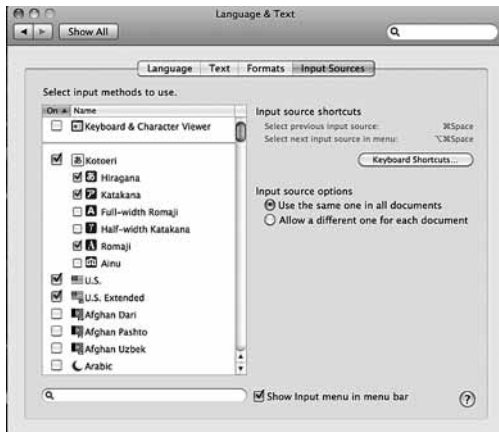 Language & Text
Show All
Language Text Formats Input Sources
Select input methods to use.
On Name
Keyboard & Character Viewer
あ Kotoeri
あ Hiragana
ア Katakana
A Full-width Romaji
ア Half-width Katakana
A Romaji
Ainu
U.S.
U.S. Extended
Afghan Dari
Afghan Pashto
Afghan Uzbek
Arabic
Input source shortcuts
Select previous input source: ⌘Space
Select next input source in menu: ⌥⌘Space
Keyboard Shortcuts...
Input source options
Use the same one in all documents
Allow a different one for each document
Show Input menu in menu bar
?